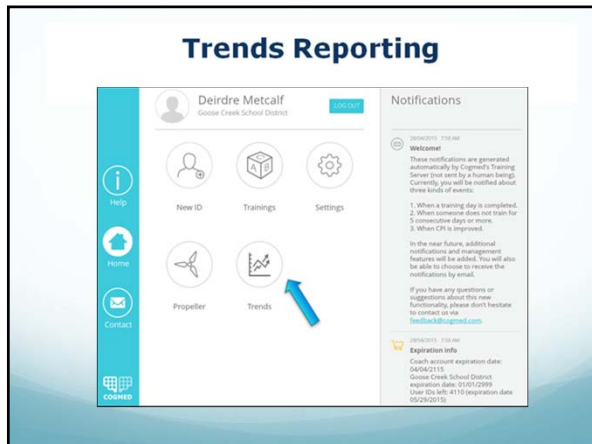 Trends Reporting
Deirdre Metcalf
Goose Creek School District
LOG OUT
Help
Home
Contact
COGMED
New ID
Trainings
Settings
Propeller
Trends
Notifications
28/04/2015 7:58 AM
Welcome!
These notifications are generated
automatically by Cogmed's Training
Server (not sent by a human being).
Currently, you will be notified about
three kinds of events:
1. When a training day is completed.
2. When someone does not train for
5 consecutive days or more.
3. When CPI is improved.
In the near future, additional
notifications and management
features will be added. You will also
be able to choose to receive the
notifications by email.
If you have any questions or
suggestions about this new
functionality, please don't hesitate
to contact us via
feedback@cogmed.com.
28/04/2015 7:58 AM
Expiration info
Coach account expiration date:
04/04/2115
Goose Creek School District
expiration date: 01/01/2999
User IDs left: 4110 (expiration date
05/29/2015)